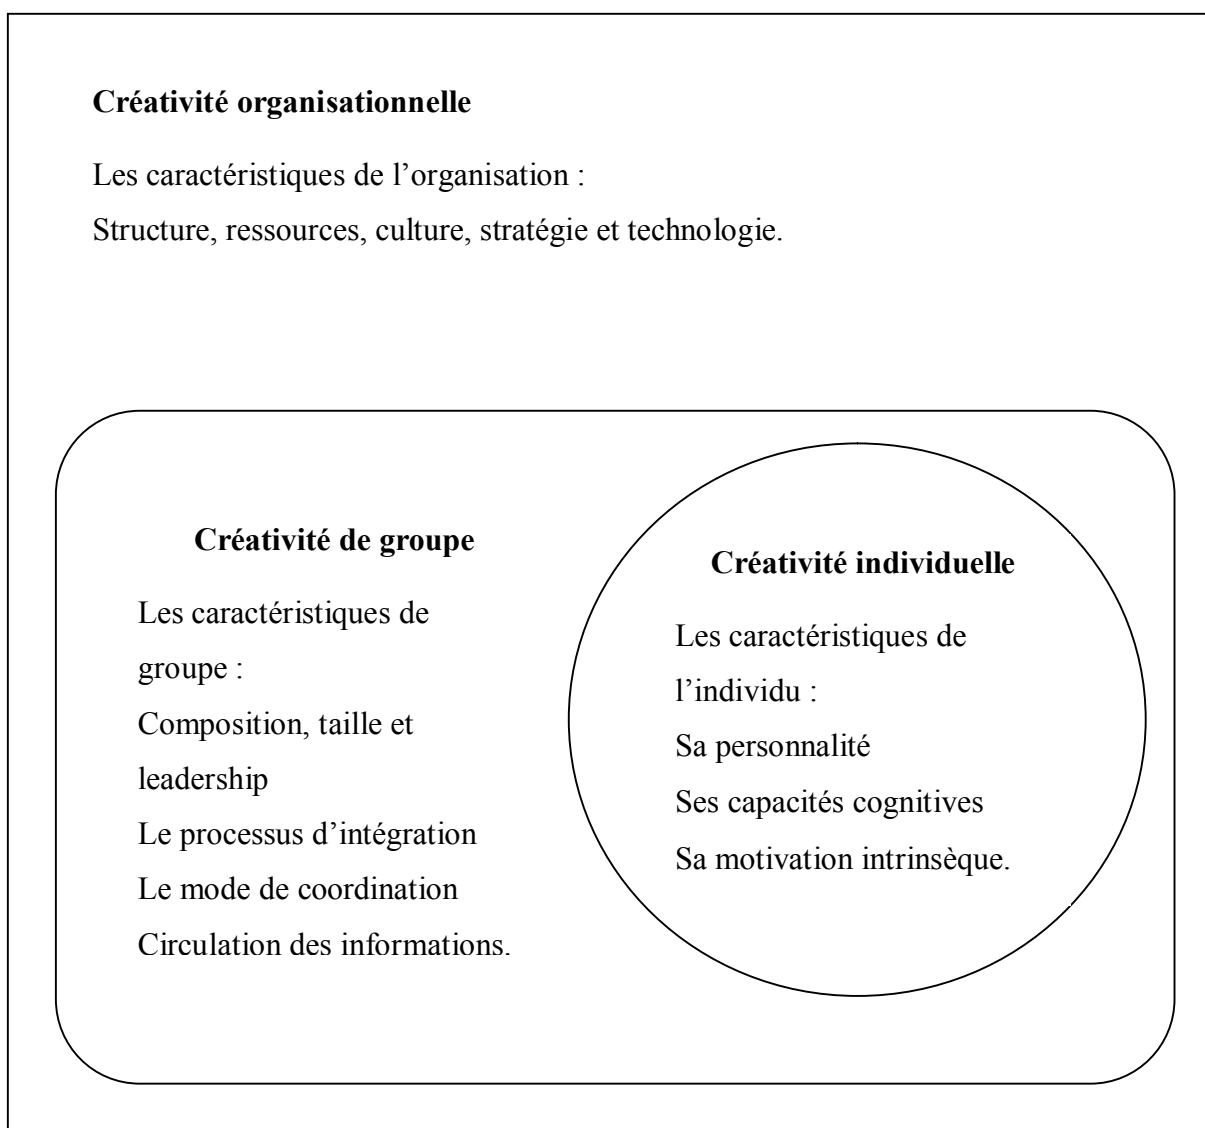 Créativité organisationnelle
Les caractéristiques de l’organisation :
Structure, ressources, culture, stratégie et technologie.
Créativité de groupe
Les caractéristiques de
groupe :
Composition, taille et
leadership
Le processus d’intégration
Le mode de coordination
Circulation des informations.
Créativité individuelle
Les caractéristiques de
l’individu :
Sa personnalité
Ses capacités cognitives
Sa motivation intrinsèque.